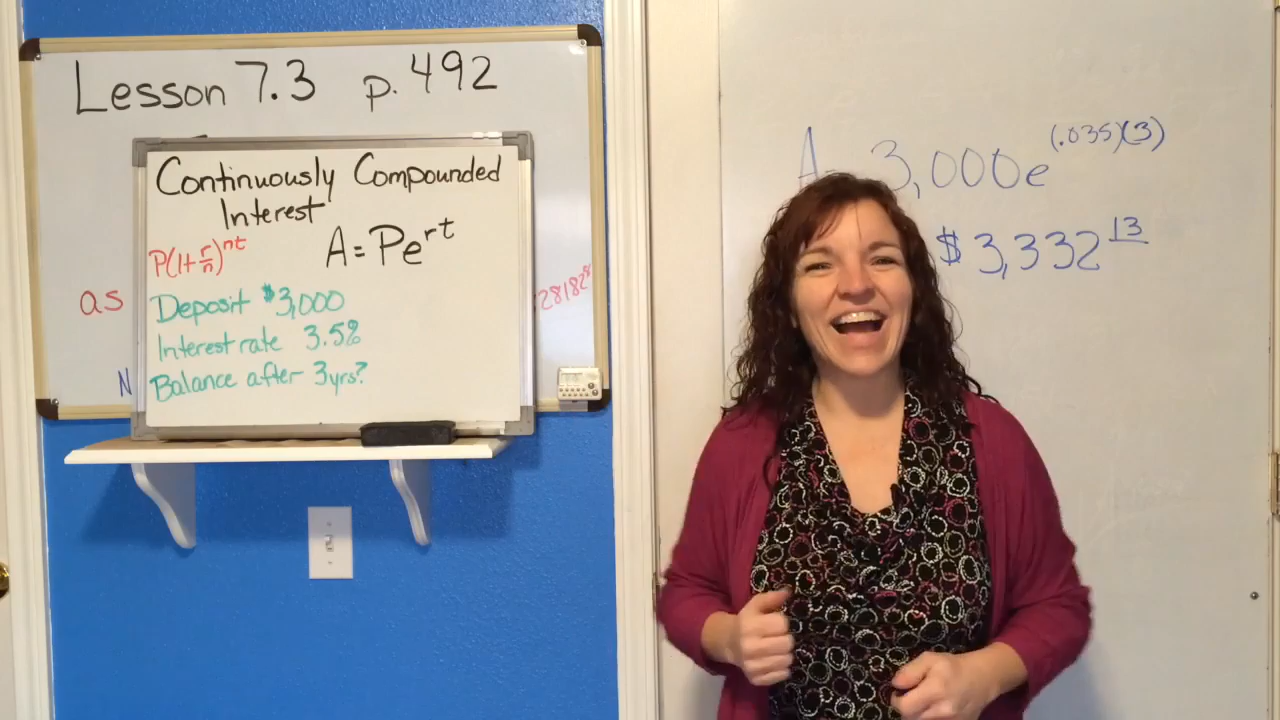 Lesson 7.3 p. 492
Continuously Compounded
Interest
P(1+r/n)^nt
A=Pe^rt
as
Deposit $3,000
281828
Interest rate 3.5%
N
Balance after 3yrs?
A 3,000e^(.035)(3)
$3,332 13